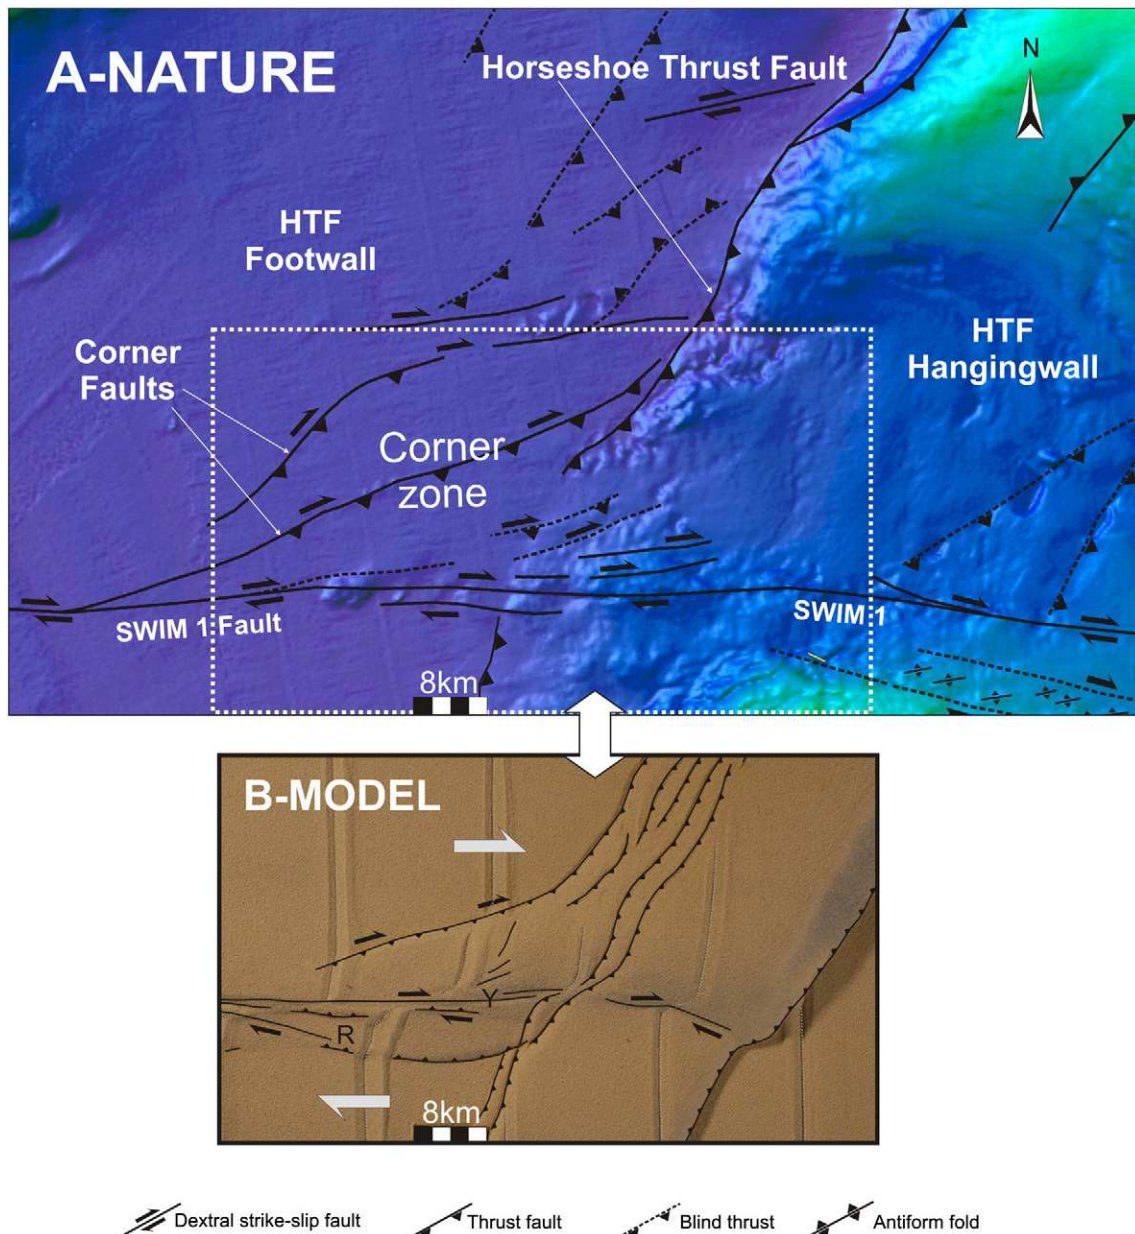 A-NATURE
Horseshoe Thrust Fault
N
HTF
Footwall
HTF
Hangingwall
Corner
Faults
Corner
zone
SWIM 1 Fault
SWIM 1
8km
B-MODEL
Y
R
8km
Dextral strike-slip fault
Thrust fault
Blind thrust
Antiform fold